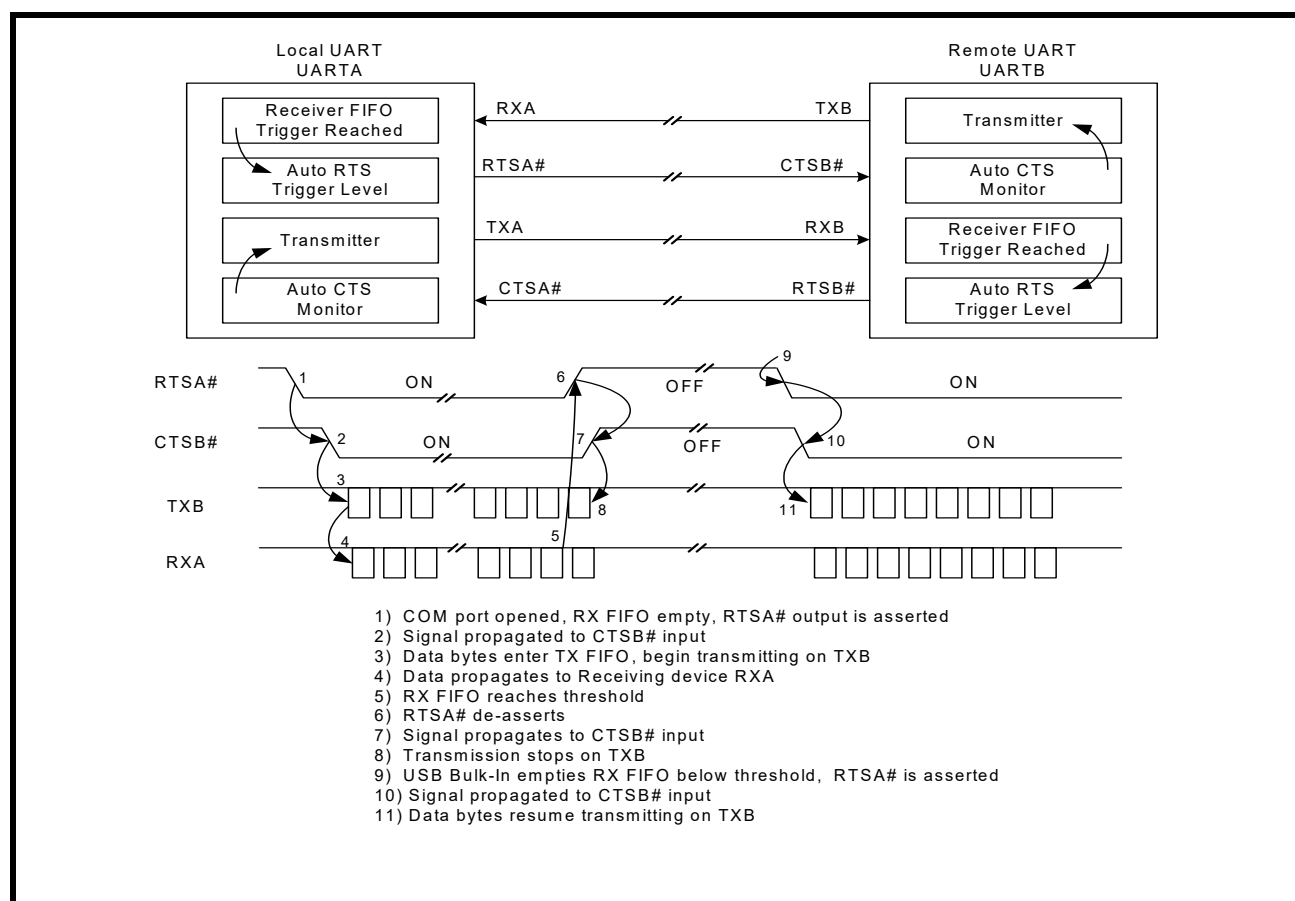 Local UART
UARTA
Remote UART
UARTB
Receiver FIFO
Trigger Reached
Auto RTS
Trigger Level
Transmitter
Auto CTS
Monitor
RXA
TXB
RTSA#
CTSB#
TXA
RXB
CTSA#
RTSB#
Transmitter
Auto CTS
Monitor
Receiver FIFO
Trigger Reached
Auto RTS
Trigger Level
RTSA#
1
ON
6
OFF
9
ON
CTSB#
2
ON
7
OFF
10
ON
TXB
3
8
11
RXA
4
5
1) COM port opened, RX FIFO empty, RTSA# output is asserted
2) Signal propagated to CTSB# input
3) Data bytes enter TX FIFO, begin transmitting on TXB
4) Data propagates to Receiving device RXA
5) RX FIFO reaches threshold
6) RTSA# de-asserts
7) Signal propagates to CTSB# input
8) Transmission stops on TXB
9) USB Bulk-In empties RX FIFO below threshold, RTSA# is asserted
10) Signal propagated to CTSB# input
11) Data bytes resume transmitting on TXB